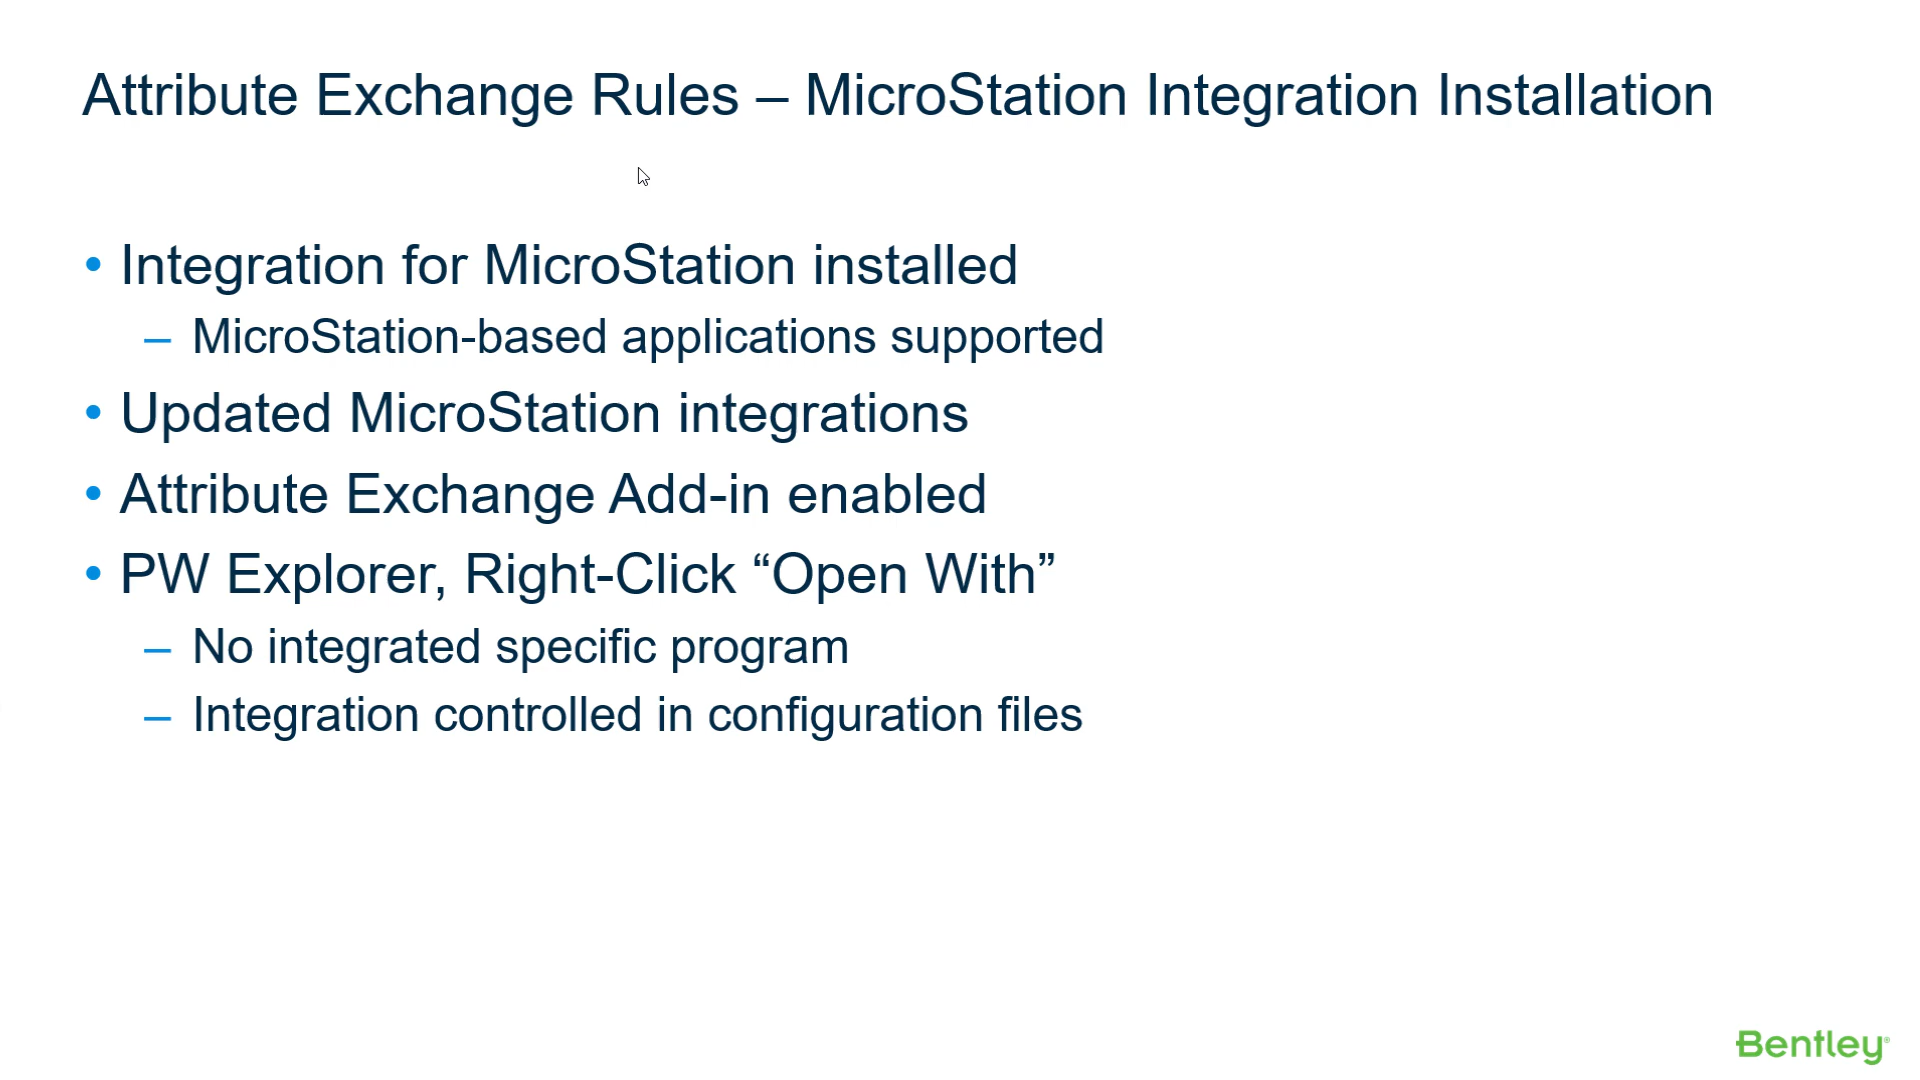 Attribute Exchange Rules – MicroStation Integration Installation
• Integration for MicroStation installed
– MicroStation-based applications supported
• Updated MicroStation integrations
• Attribute Exchange Add-in enabled
• PW Explorer, Right-Click “Open With”
– No integrated specific program
– Integration controlled in configuration files
Bentley®